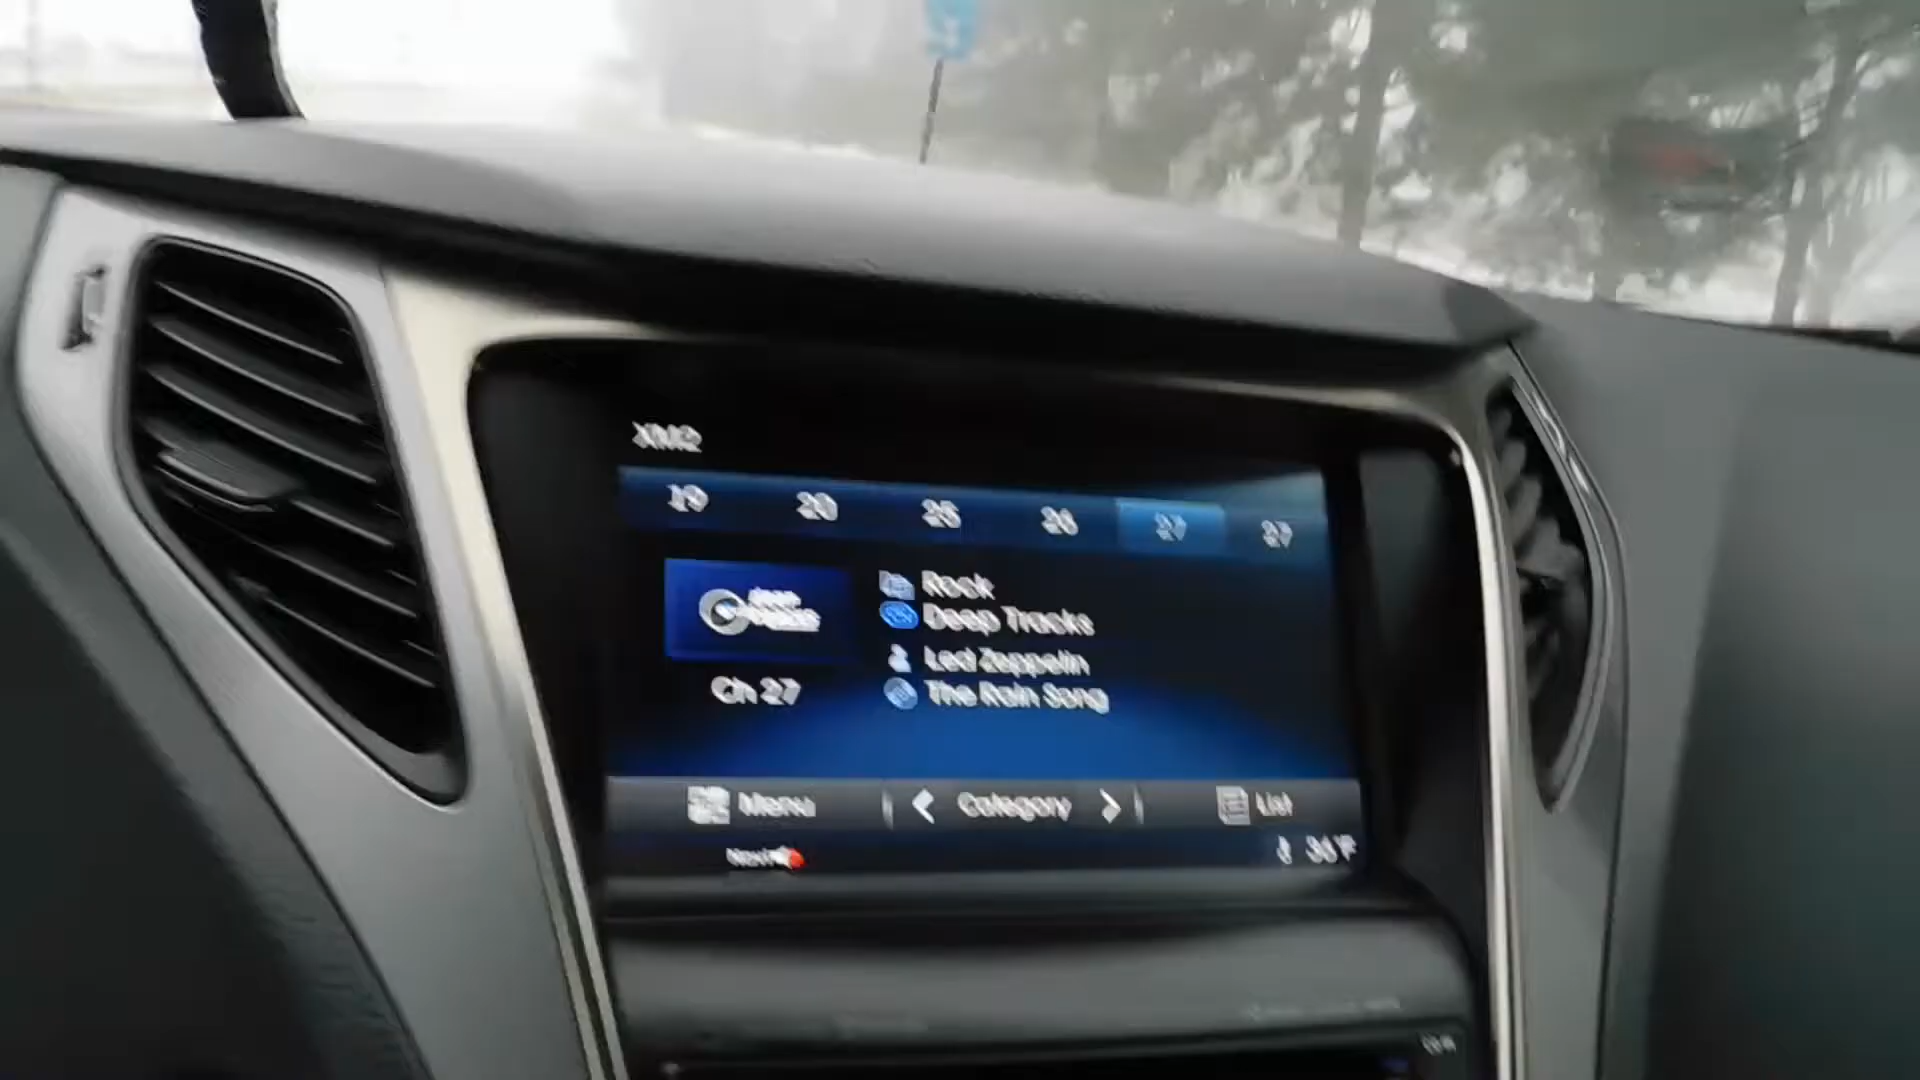 XM2
19 20 25 26 27 27
Rock
Deep Tracks
Ch 27
Led Zeppelin
The Rain Song
Menu < Category > List
36°F